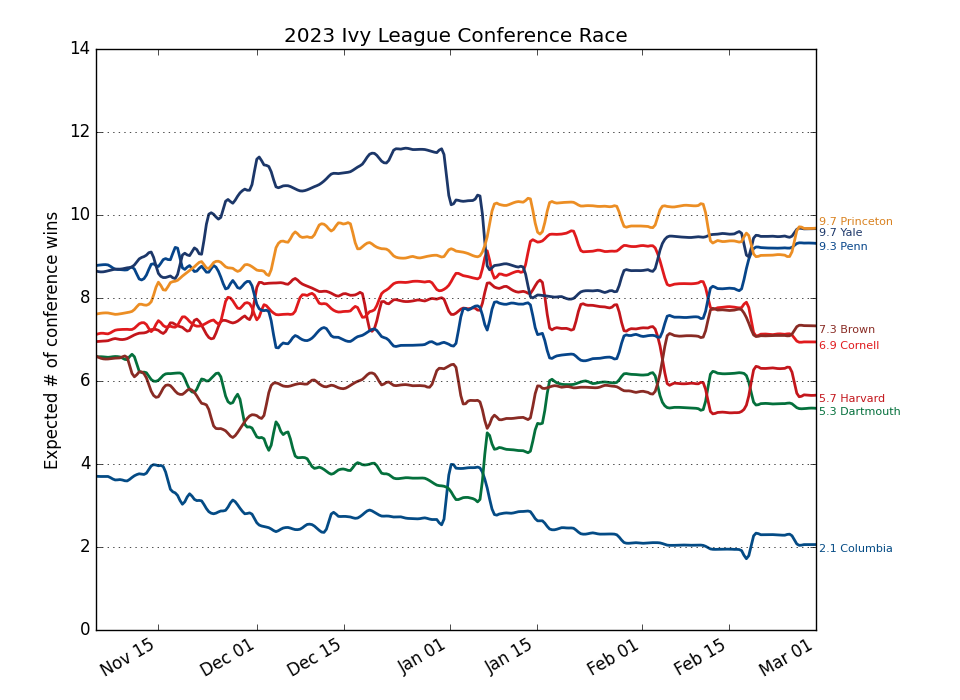 2023 Ivy League Conference Race
Expected # of conference wins
14
12
10
8
6
4
2
0
9.7 Princeton
9.7 Yale
9.3 Penn
7.3 Brown
6.9 Cornell
5.7 Harvard
5.3 Dartmouth
2.1 Columbia
Nov 15
Dec 01
Dec 15
Jan 01
Jan 15
Feb 01
Feb 15
Mar 01